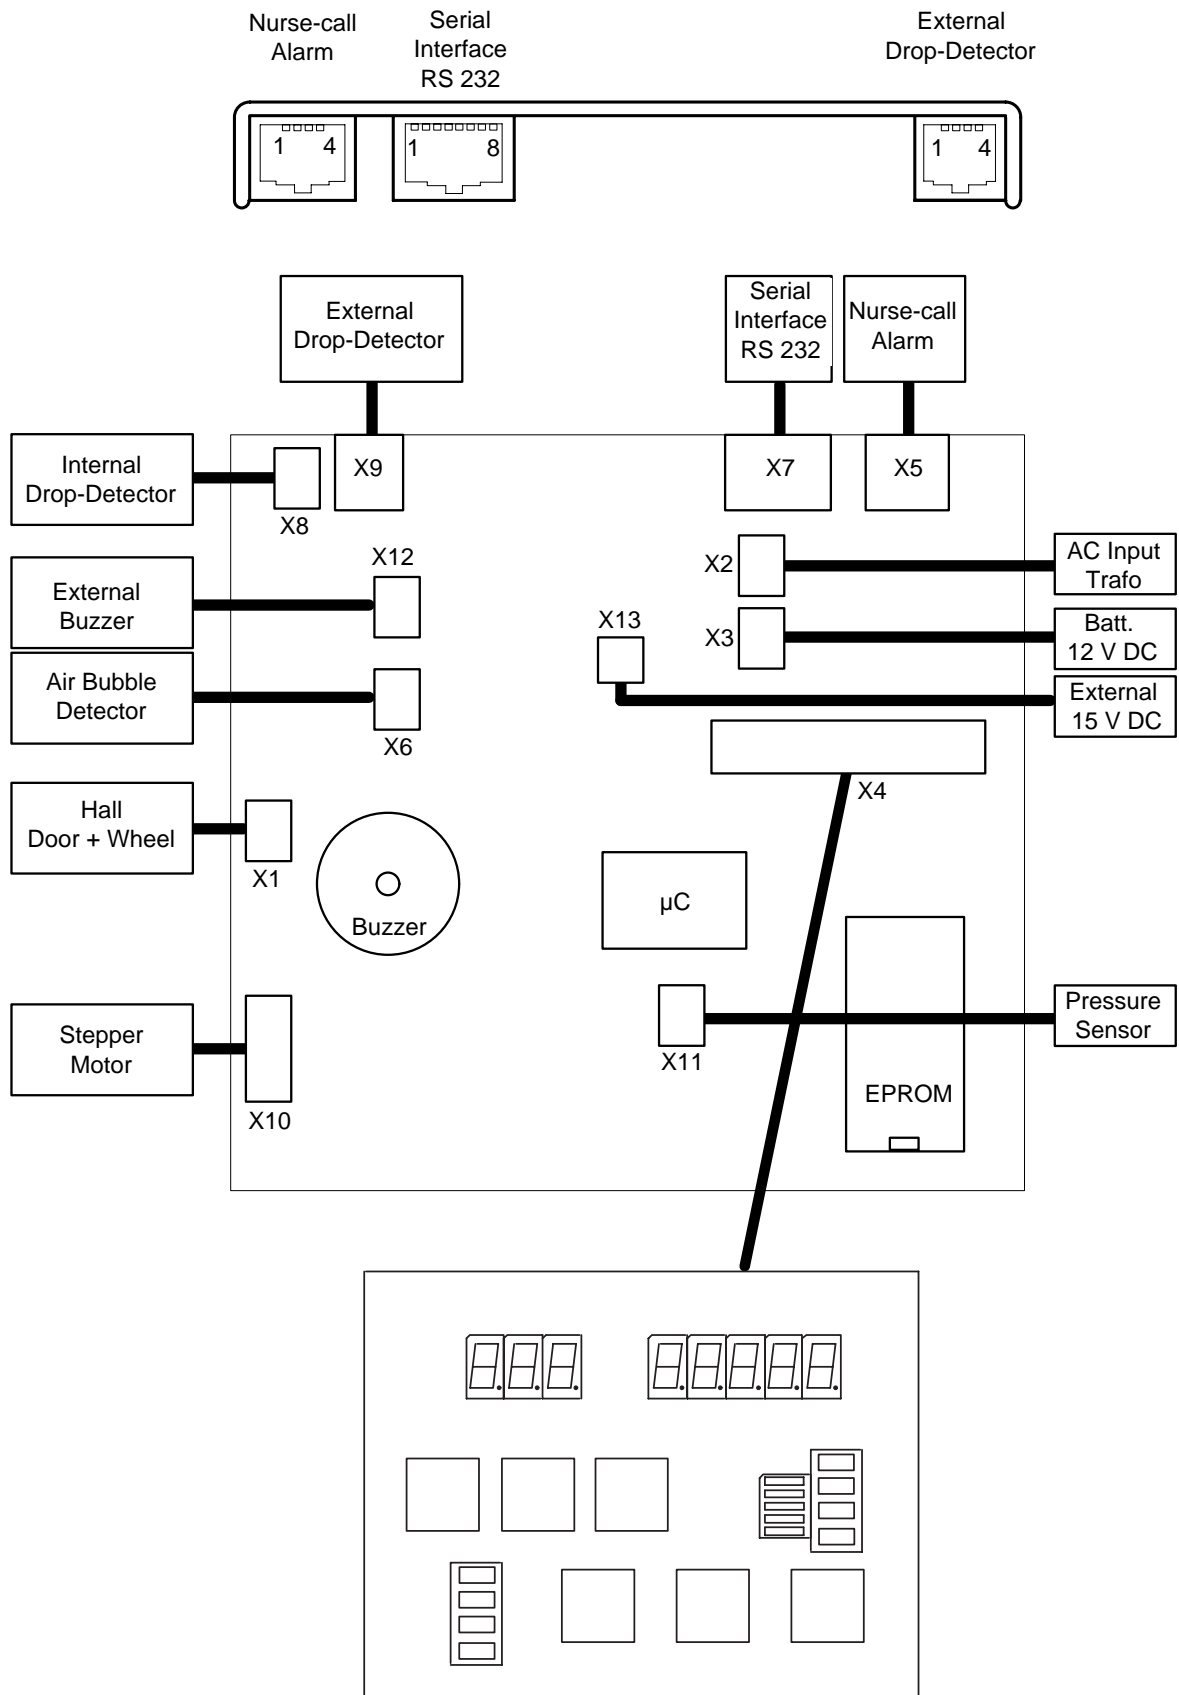 Nurse-call
Alarm
Serial
Interface
RS 232
External
Drop-Detector
1 4
1 8
1 4
External
Drop-Detector
Serial
Interface
RS 232
Nurse-call
Alarm
Internal
Drop-Detector
X8
X9
X7
X5
External
Buzzer
X12
X2
AC Input
Trafo
X13
X3
Batt.
12 V DC
Air Bubble
Detector
X6
External
15 V DC
X4
Hall
Door + Wheel
X1
Buzzer
µC
Stepper
Motor
X10
X11
Pressure
Sensor
EPROM